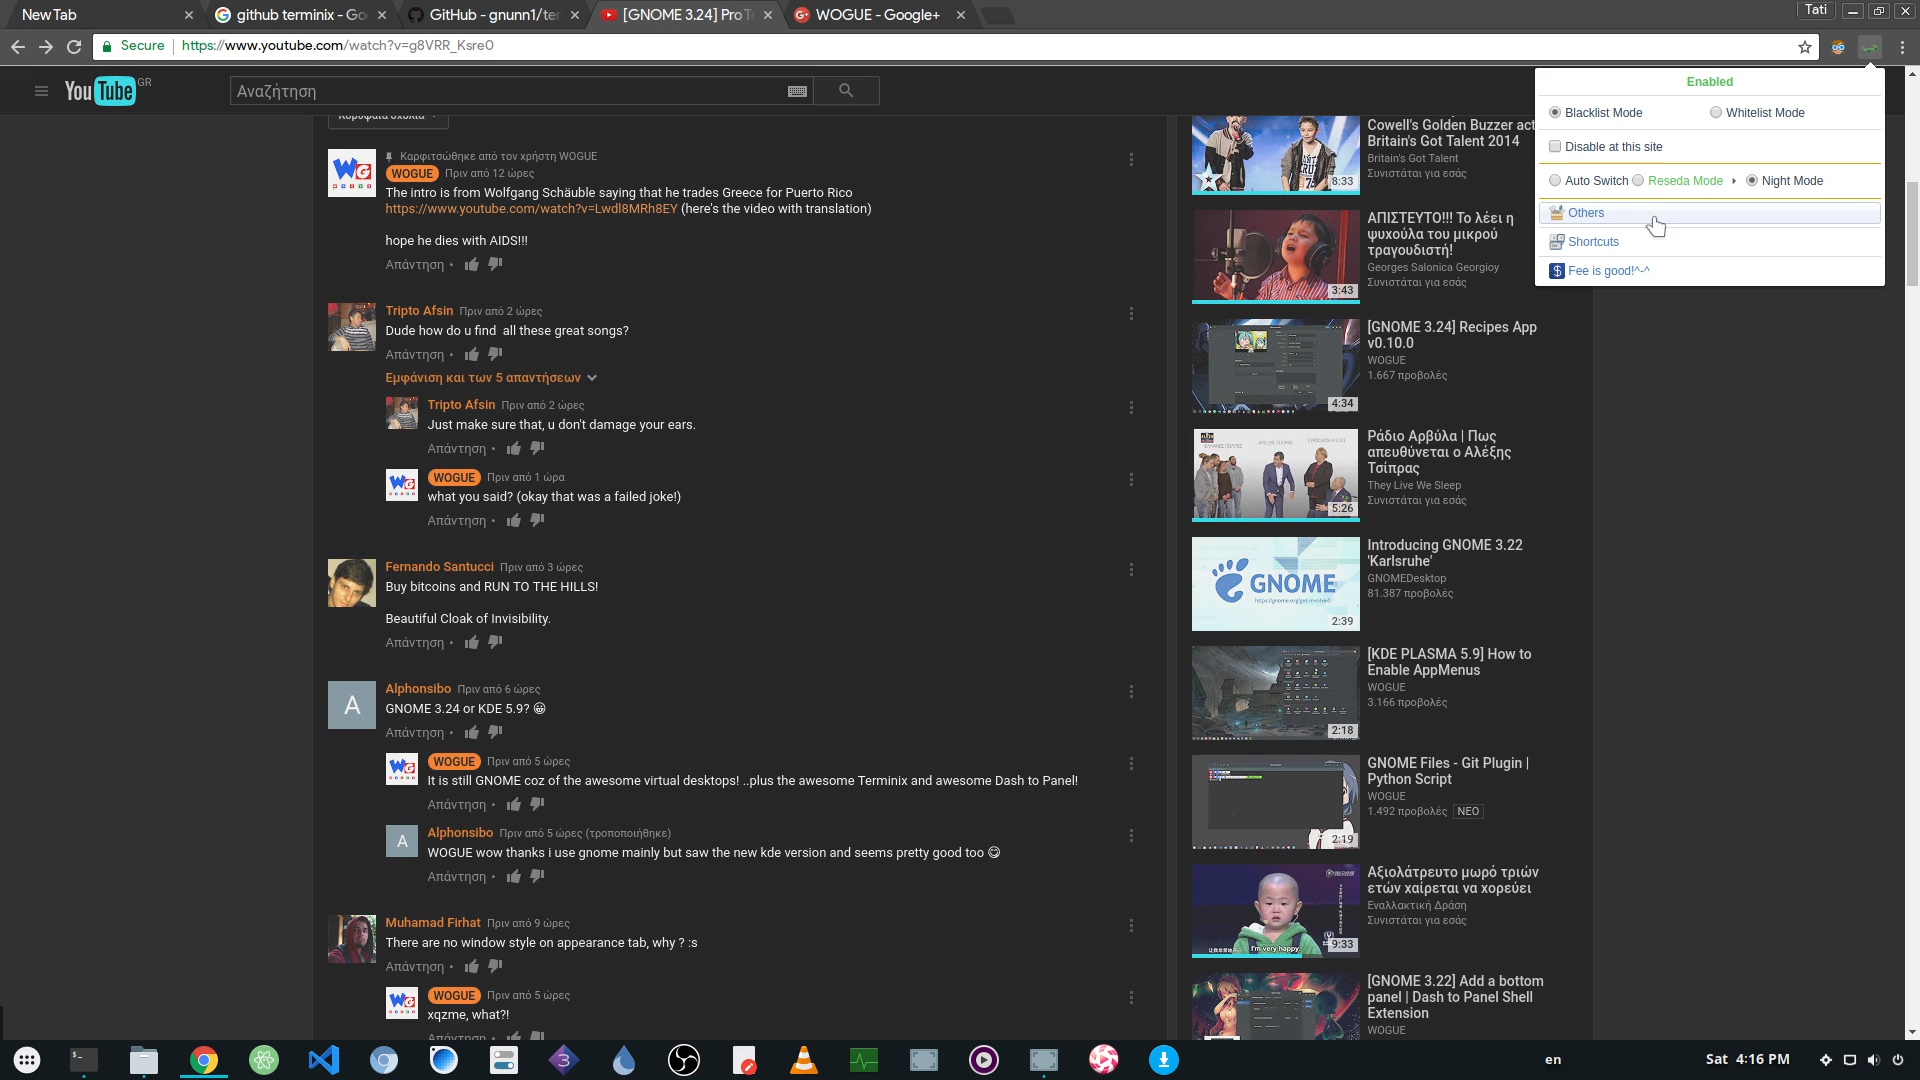 New Tab
github terminix - Go
GitHub - gnunn1/ter
[GNOME 3.24] Pro T
WOGUE - Google+
Tati
Secure
https://www.youtube.com/watch?v=g8VRR_Ksre0
YouTube GR
Αναζήτηση
Enabled
Blacklist Mode
Whitelist Mode
Disable at this site
Auto Switch
Reseda Mode
Night Mode
Others
Shortcuts
Fee is good!^-^
Κορυφαία σχόλια
Καρφιτσώθηκε από τον χρήστη WOGUE
WOGUE Πριν από 12 ώρες
The intro is from Wolfgang Schäuble saying that he trades Greece for Puerto Rico
https://www.youtube.com/watch?v=Lwdl8MRh8EY (here's the video with translation)
hope he dies with AIDS!!!
Απάντηση •
Tripto Afsin Πριν από 2 ώρες
Dude how do u find all these great songs?
Απάντηση •
Εμφάνιση και των 5 απαντήσεων
Tripto Afsin Πριν από 2 ώρες
Just make sure that, u don't damage your ears.
Απάντηση •
WOGUE Πριν από 1 ώρα
what you said? (okay that was a failed joke!)
Απάντηση •
Fernando Santucci Πριν από 3 ώρες
Buy bitcoins and RUN TO THE HILLS!
Beautiful Cloak of Invisibility.
Απάντηση •
A
Alphonsibo Πριν από 6 ώρες
GNOME 3.24 or KDE 5.9? 😀
Απάντηση •
WOGUE Πριν από 5 ώρες
It is still GNOME coz of the awesome virtual desktops! ..plus the awesome Terminix and awesome Dash to Panel!
Απάντηση •
A
Alphonsibo Πριν από 5 ώρες (τροποποιήθηκε)
WOGUE wow thanks i use gnome mainly but saw the new kde version and seems pretty good too 😋
Απάντηση •
Muhamad Firhat Πριν από 9 ώρες
There are no window style on appearance tab, why ? :s
Απάντηση •
WOGUE Πριν από 5 ώρες
xqzme, what?!
Απάντηση •
Cowell's Golden Buzzer act
Britain's Got Talent 2014
Britain's Got Talent
Συνιστάται για εσάς
8:33
ΑΠΙΣΤΕΥΤΟ!!! Το λέει η
ψυχούλα του μικρού
τραγουδιστή!
Georges Salonica Georgioy
Συνιστάται για εσάς
3:43
[GNOME 3.24] Recipes App
v0.10.0
WOGUE
1.667 προβολές
4:34
Ράδιο Αρβύλα | Πως
απευθύνεται ο Αλέξης
Τσίπρας
They Live We Sleep
Συνιστάται για εσάς
5:26
Introducing GNOME 3.22
'Karlsruhe'
GNOMEDesktop
81.387 προβολές
GNOME
2:39
[KDE PLASMA 5.9] How to
Enable AppMenus
WOGUE
3.166 προβολές
2:18
GNOME Files - Git Plugin |
Python Script
WOGUE
1.492 προβολές ΝΕΟ
2:19
Αξιολάτρευτο μωρό τριών
ετών χαίρεται να χορεύει
Εναλλακτική Δράση
Συνιστάται για εσάς
I'm very happy
9:33
[GNOME 3.22] Add a bottom
panel | Dash to Panel Shell
Extension
WOGUE
en
Sat 4:16 PM